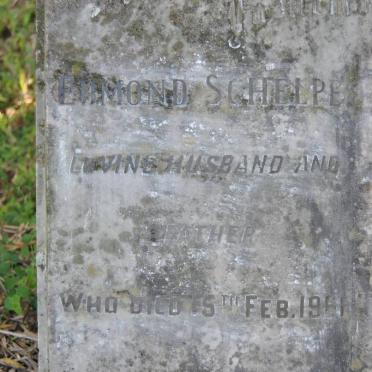 EDMOND SCHELPE
LOVING HUSBAND AND
FATHER
WHO DIED 15TH FEB. 1941